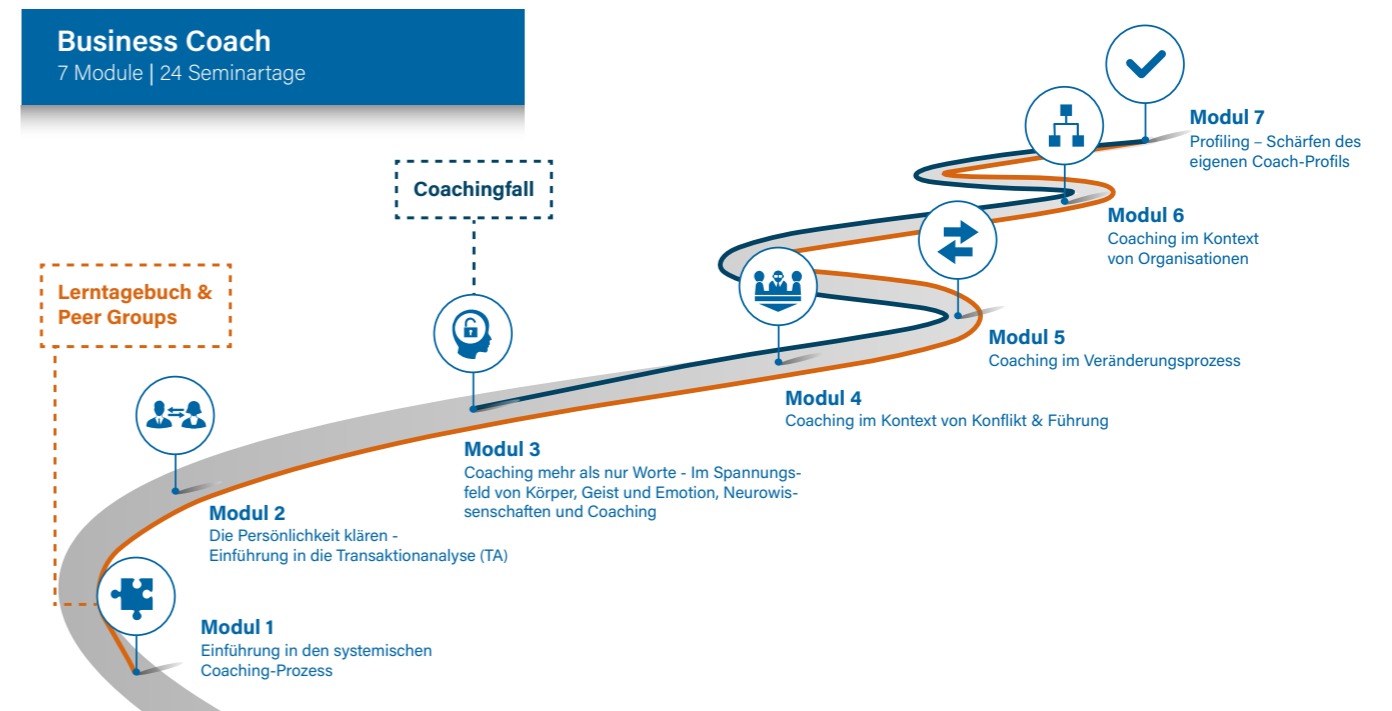 Business Coach
7 Module | 24 Seminartage
Coachingfall
Lerntagebuch &
Peer Groups
Modul 1
Einführung in den systemischen
Coaching-Prozess
Modul 2
Die Persönlichkeit klären -
Einführung in die Transaktionanalyse (TA)
Modul 3
Coaching mehr als nur Worte - Im Spannungs-
feld von Körper, Geist und Emotion, Neurowis-
senschaften und Coaching
Modul 4
Coaching im Kontext von Konflikt & Führung
Modul 5
Coaching im Veränderungsprozess
Modul 6
Coaching im Kontext
von Organisationen
Modul 7
Profiling – Schärfen des
eigenen Coach-Profils